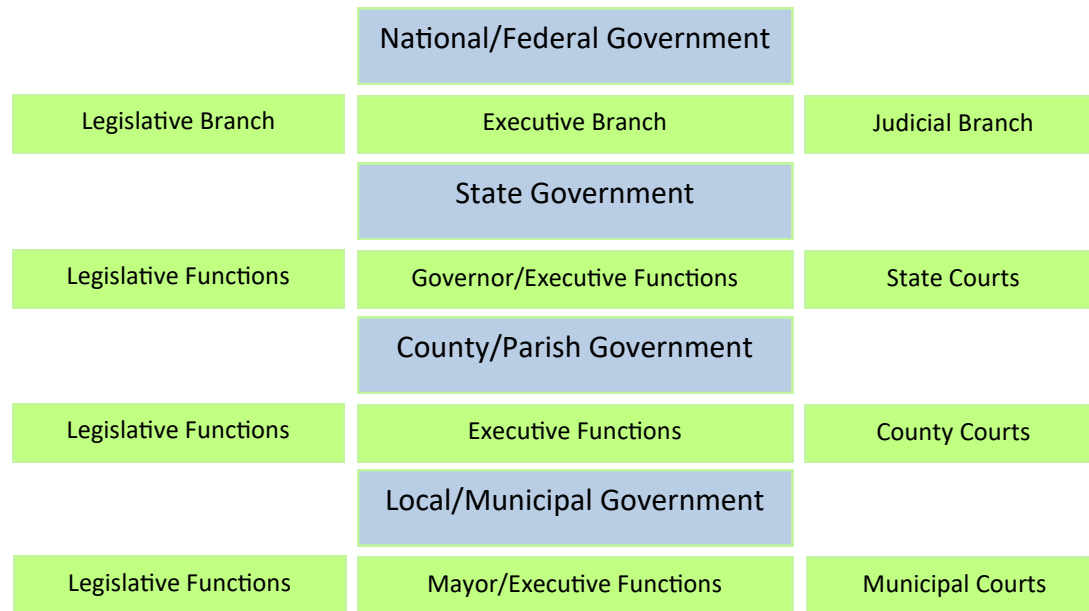 National/Federal Government
Legislative Branch
Executive Branch
Judicial Branch
State Government
Legislative Functions
Governor/Executive Functions
State Courts
County/Parish Government
Legislative Functions
Executive Functions
County Courts
Local/Municipal Government
Legislative Functions
Mayor/Executive Functions
Municipal Courts